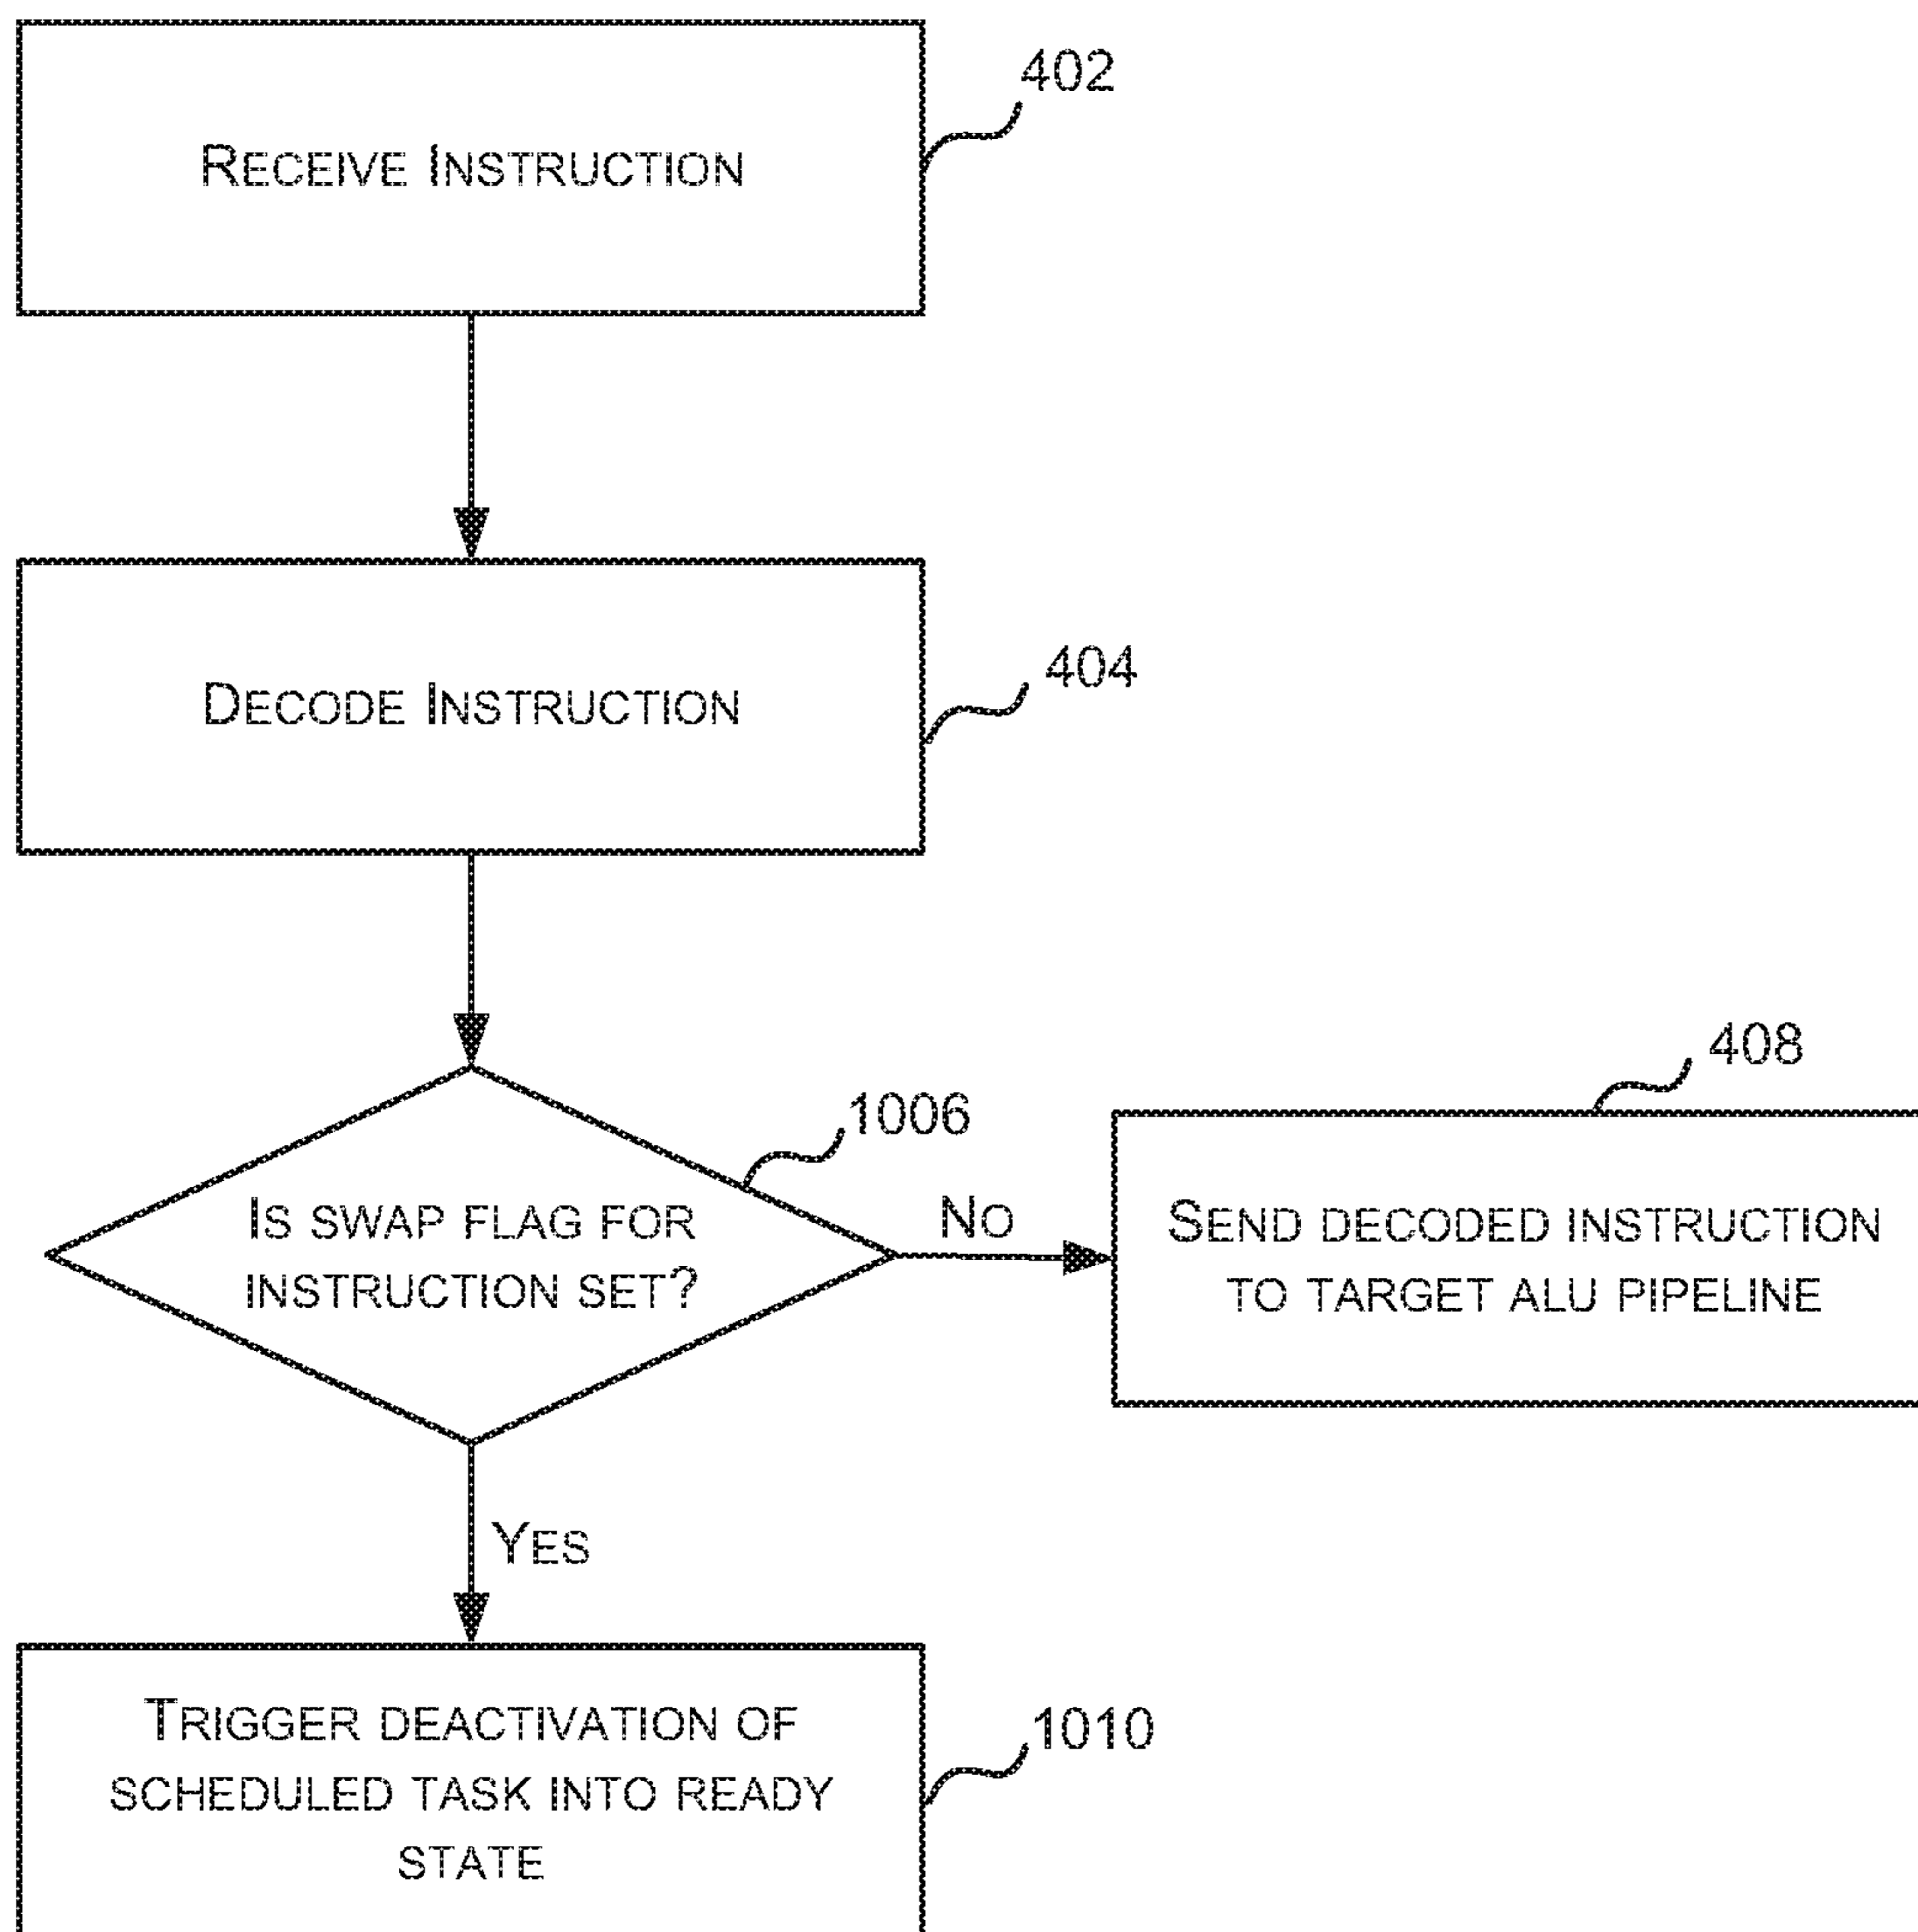 402
RECEIVE INSTRUCTION
404
DECODE INSTRUCTION
408
1006
IS SWAP FLAG FOR
INSTRUCTION SET?
NO
SEND DECODED INSTRUCTION
TO TARGET ALU PIPELINE
YES
TRIGGER DEACTIVATION OF
SCHEDULED TASK INTO READY
STATE
1010